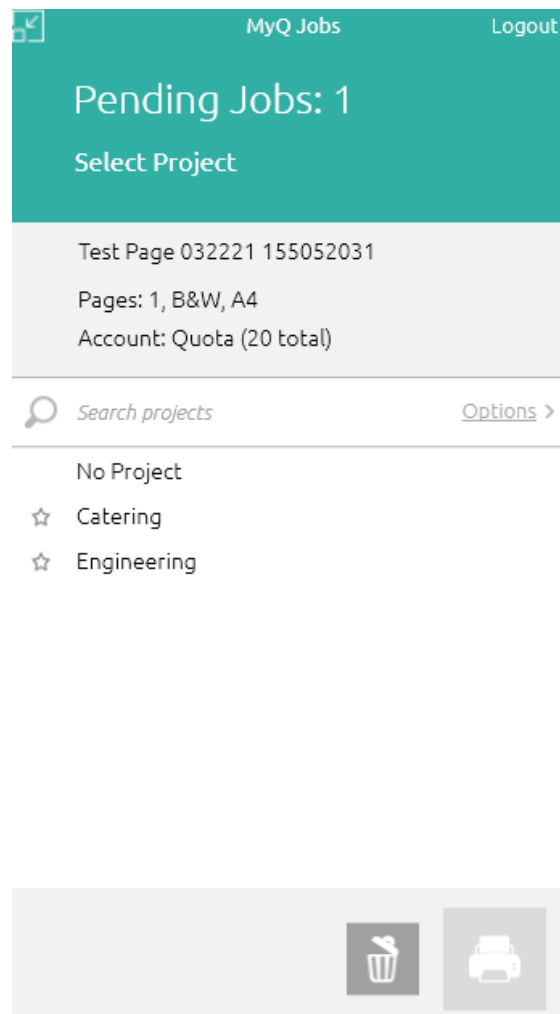 MyQ Jobs Logout
Pending Jobs: 1
Select Project
Test Page 032221 155052031
Pages: 1, B&W, A4
Account: Quota (20 total)
Search projects Options >
No Project
Catering
Engineering